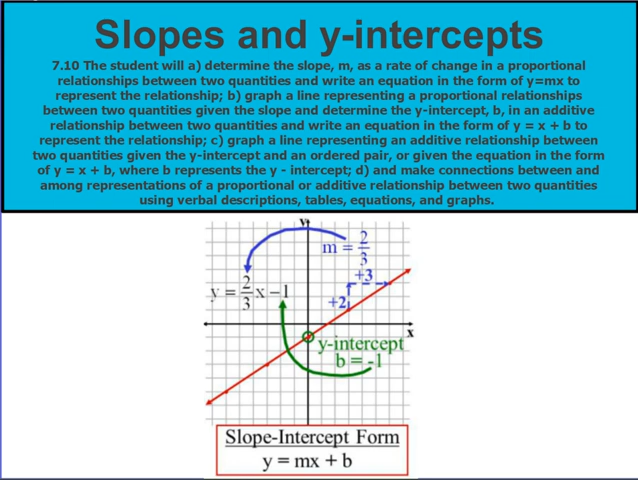 Slopes and y-intercepts
7.10 The student will a) determine the slope, m, as a rate of change in a proportional
relationships between two quantities and write an equation in the form of y=mx to
represent the relationship; b) graph a line representing a proportional relationships
between two quantities given the slope and determine the y-intercept, b, in an additive
relationship between two quantities and write an equation in the form of y = x + b to
represent the relationship; c) graph a line representing an additive relationship between
two quantities given the y-intercept and an ordered pair, or given the equation in the form
of y = x + b, where b represents the y - intercept; d) and make connections between and
among representations of a proportional or additive relationship between two quantities
using verbal descriptions, tables, equations, and graphs.
y
m = 2/3
+3
y = 2/3 x - 1
+2
x
y-intercept
b = -1
Slope-Intercept Form
y = mx + b